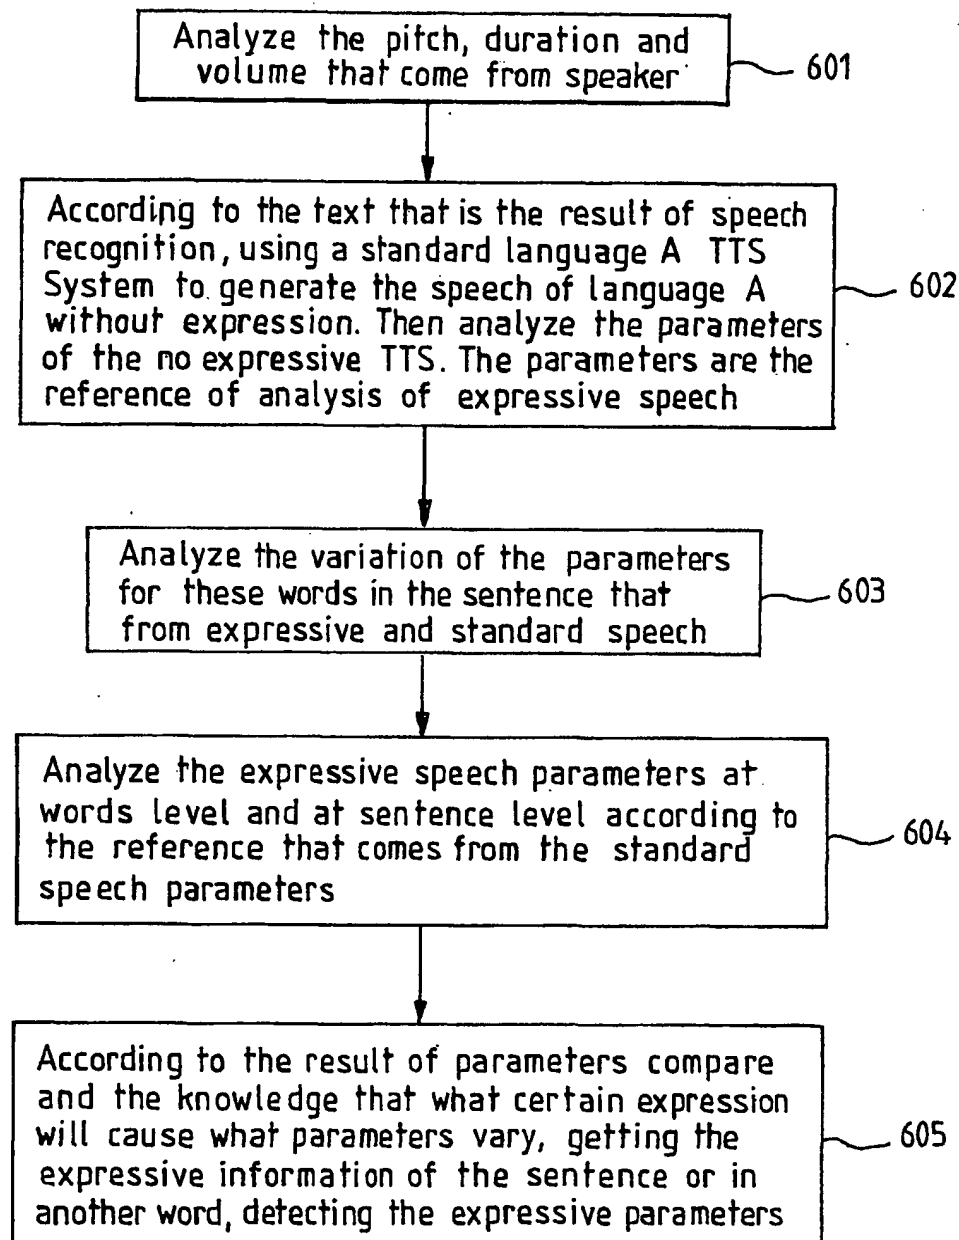 Analyze the pitch, duration and
volume that come from speaker
601
According to the text that is the result of speech
recognition, using a standard language A TTS
System to generate the speech of language A
without expression. Then analyze the parameters
of the no expressive TTS. The parameters are the
reference of analysis of expressive speech
602
Analyze the variation of the parameters
for these words in the sentence that
from expressive and standard speech
603
Analyze the expressive speech parameters at
words level and at sentence level according to
the reference that comes from the standard
speech parameters
604
According to the result of parameters compare
and the knowledge that what certain expression
will cause what parameters vary, getting the
expressive information of the sentence or in
another word, detecting the expressive parameters
605